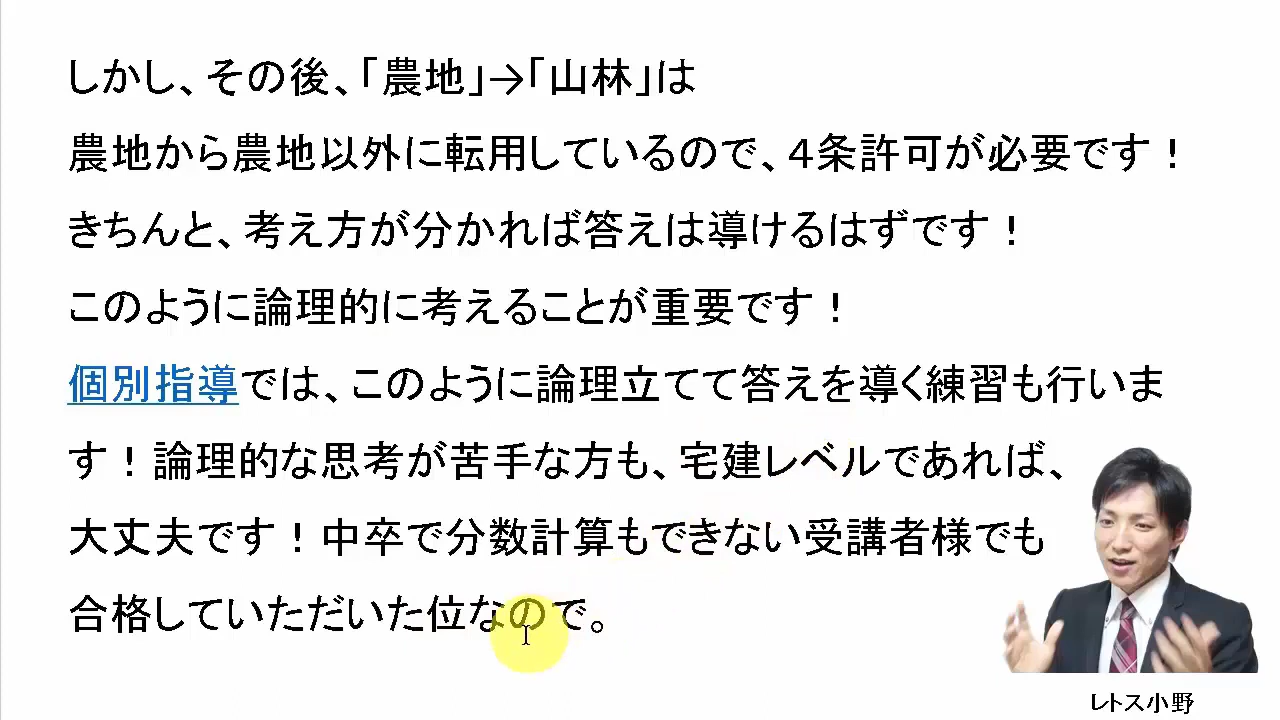 しかし、その後、「農地」→「山林」は
農地から農地以外に転用しているので、４条許可が必要です！
きちんと、考え方が分かれば答えは導けるはずです！
このように論理的に考えることが重要です！
個別指導では、このように論理立てて答えを導く練習も行いま
す！論理的な思考が苦手な方も、宅建レベルであれば、
大丈夫です！中卒で分数計算もできない受講者様でも
合格していただいた位なので。
レトス小野